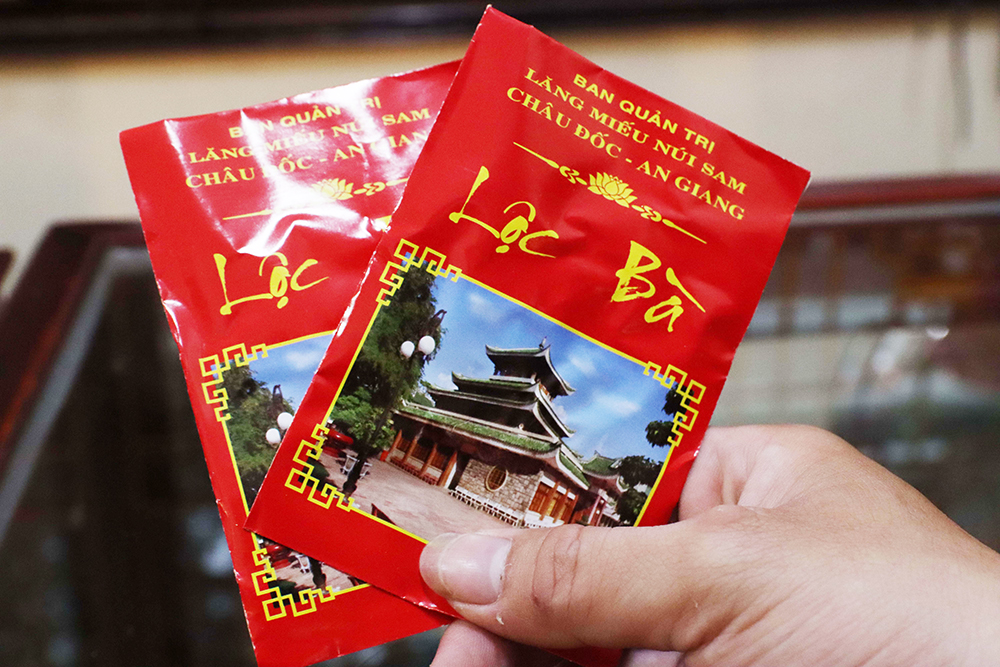 BAN QUẢN TRỊ
LĂNG MIẾU NÚI SAM
CHÂU ĐỐC - AN GIANG
Lộc Bà
BAN QUẢN TRỊ
LĂNG MIẾU NÚI SAM
CHÂU ĐỐC - AN GIANG
Lộc